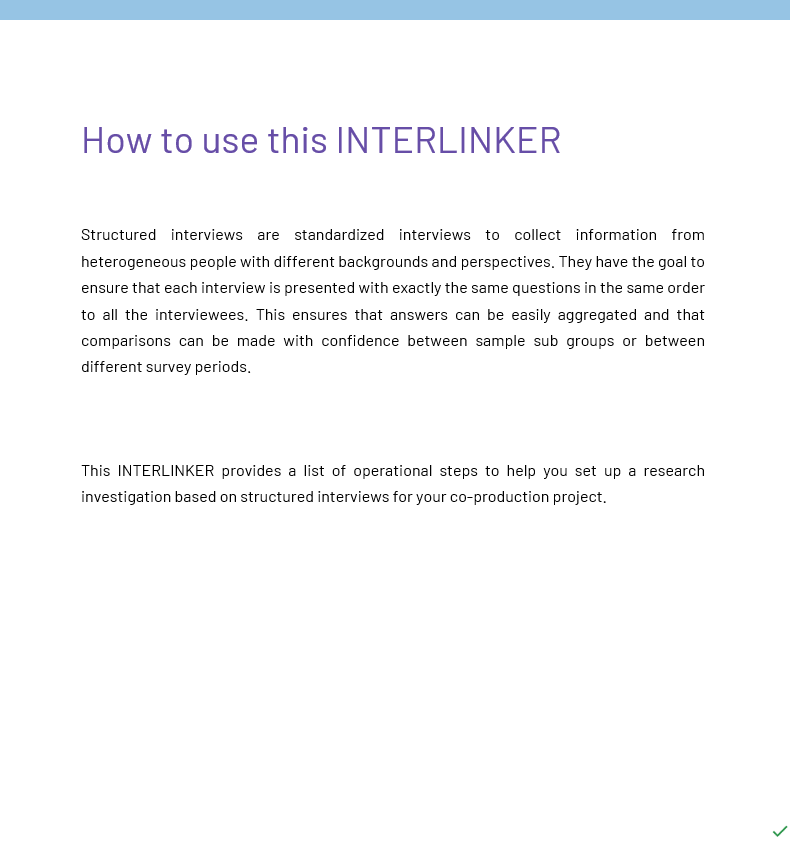 How to use this INTERLINKER
Structured interviews are standardized interviews to collect information from
heterogeneous people with different backgrounds and perspectives. They have the goal to
ensure that each interview is presented with exactly the same questions in the same order
to all the interviewees. This ensures that answers can be easily aggregated and that
comparisons can be made with confidence between sample sub groups or between
different survey periods.
This INTERLINKER provides a list of operational steps to help you set up a research
investigation based on structured interviews for your co-production project.